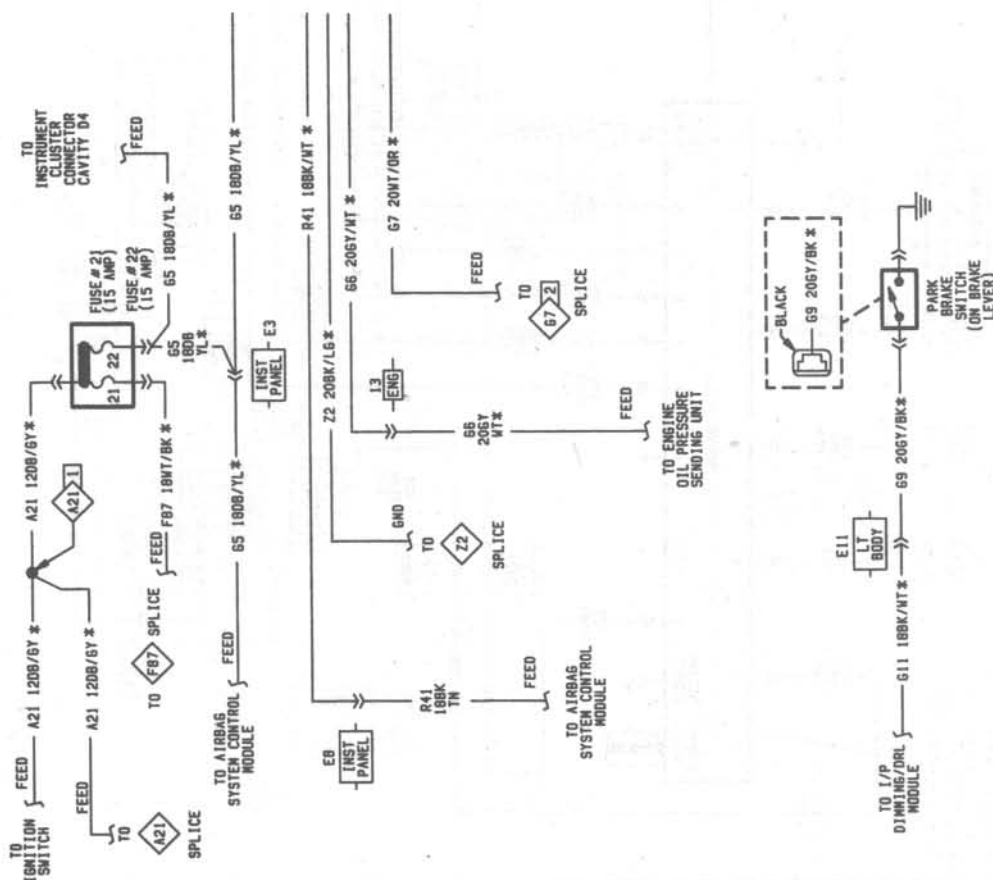 TO
INSTRUMENT
CLUSTER
CONNECTOR
CAVITY D4
FEED
G5 18DB/YL*
FUSE #21
(15 AMP)
FUSE #22
(15 AMP)
21
22
G5
18DB
YL*
A21 12DB/GY *
A21 1
A21 12DB/GY *
FEED
TO
IGNITION
SWITCH
A21 12DB/GY*
FEED
TO
A21
SPLICE
F87 18WT/BK*
FEED
TO
F87
SPLICE
G5 18DB/YL*
G5 18DB/YL*
E3
INST
PANEL
G5 18DB/YL*
FEED
TO AIRBAG
SYSTEM CONTROL
MODULE
R41 18BK/WT *
E8
INST
PANEL
R41
18BK
TN
FEED
TO AIRBAG
SYSTEM CONTROL
MODULE
Z2 20BK/LG*
GND
TO
Z2
SPLICE
G6 20GY/WT *
13
ENG
G6
20GY
WT*
FEED
TO ENGINE
OIL PRESSURE
SENDING UNIT
G7 20WT/OR *
FEED
TO
G7 2
SPLICE
BLACK
G9 20GY/BK *
PARK
BRAKE
SWITCH
(ON BRAKE
LEVER)
G9 20GY/BK*
E11
LT
BODY
G11 18BK/WT*
TO I/P
DIMMING/DRL
MODULE